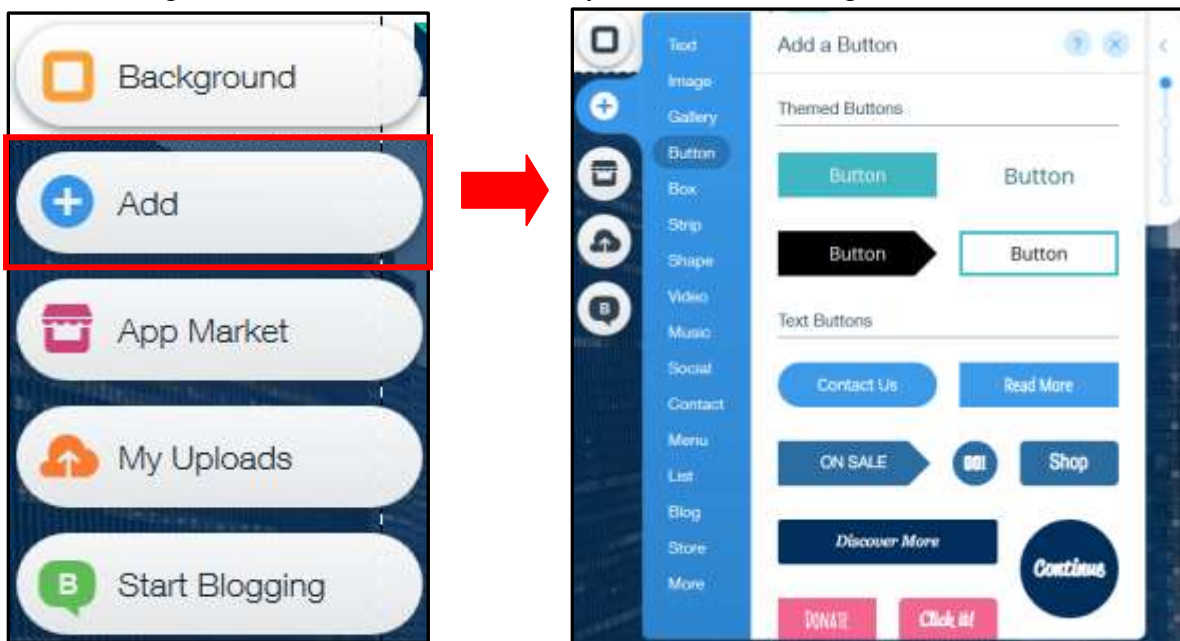 Background
Add
App Market
My Uploads
B
Start Blogging
Text
Image
Gallery
Button
Box
Strip
Shape
Video
Music
Social
Contact
Menu
List
Blog
Store
More
B
Add a Button
?
Themed Buttons
Button
Button
Button
Button
Text Buttons
Contact Us
Read More
ON SALE
GO!
Shop
Discover More
Continue
DONATE
Click it!